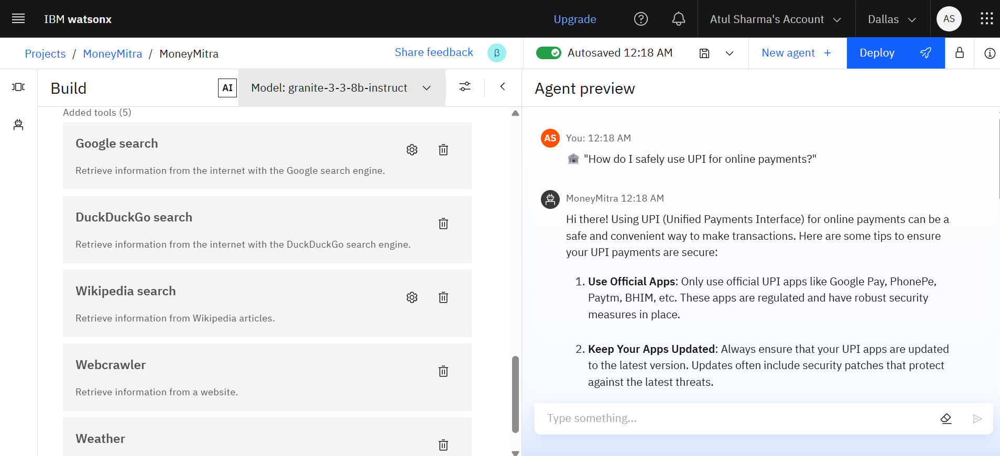 IBM watsonx
Upgrade
Atul Sharma's Account
Dallas
AS
Projects / MoneyMitra / MoneyMitra
Share feedback
β
Autosaved 12:18 AM
New agent +
Deploy
Build
AI
Model: granite-3-3-8b-instruct
Added tools (5)
Google search
Retrieve information from the internet with the Google search engine.
DuckDuckGo search
Retrieve information from the internet with the DuckDuckGo search engine.
Wikipedia search
Retrieve information from Wikipedia articles.
Webcrawler
Retrieve information from a website.
Weather
Agent preview
AS
You: 12:18 AM
🏦 "How do I safely use UPI for online payments?"
MoneyMitra 12:18 AM
Hi there! Using UPI (Unified Payments Interface) for online payments can be a
safe and convenient way to make transactions. Here are some tips to ensure
your UPI payments are secure:
1. Use Official Apps: Only use official UPI apps like Google Pay, PhonePe,
Paytm, BHIM, etc. These apps are regulated and have robust security
measures in place.
2. Keep Your Apps Updated: Always ensure that your UPI apps are updated
to the latest version. Updates often include security patches that protect
against the latest threats.
Type something...